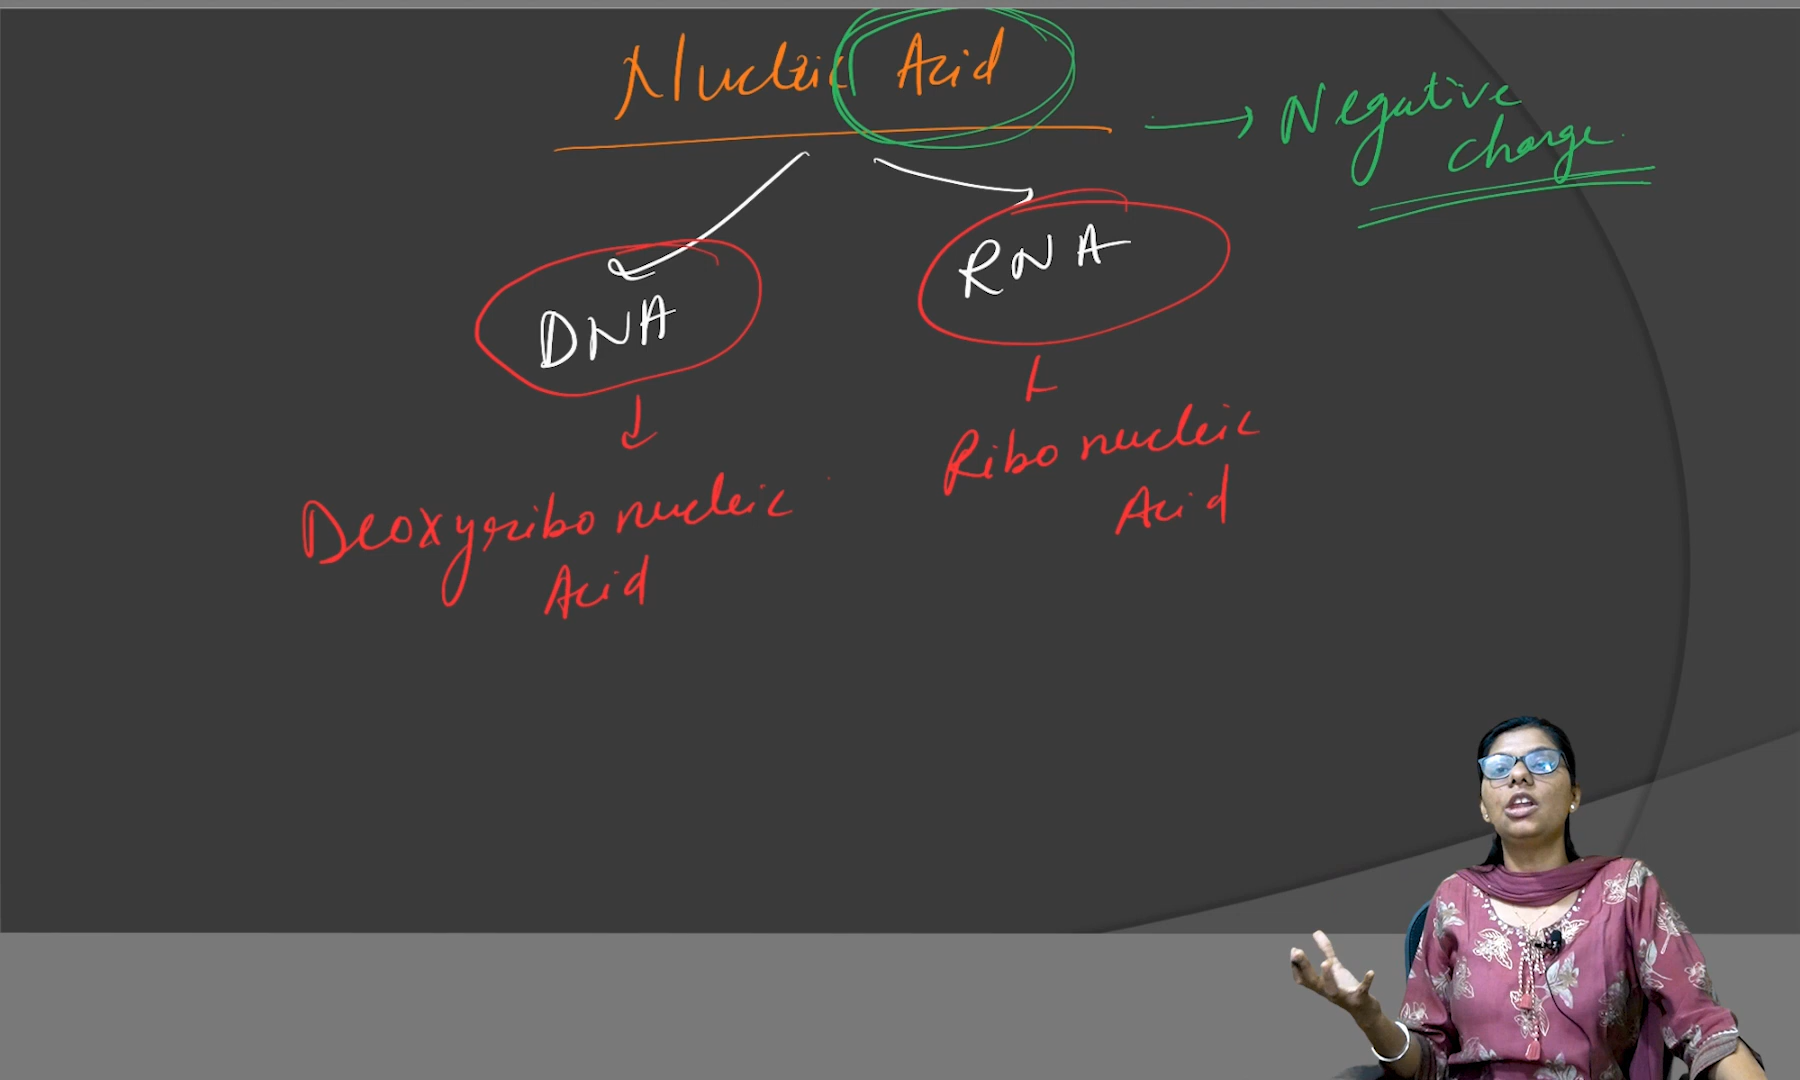 Nucleic Acid
→ Negative
charge
DNA
RNA
Deoxyribo nucleic
Acid
Ribo nucleic
Acid